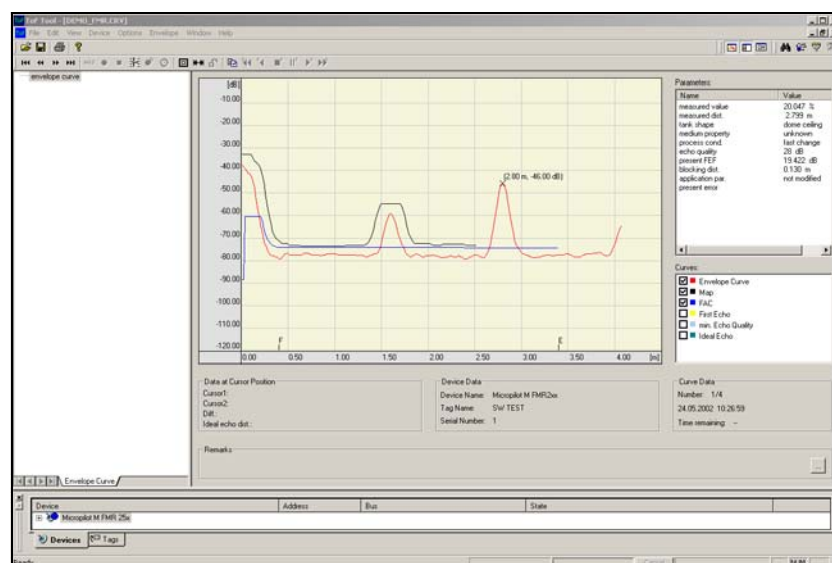 ToF Tool - [DEMO_FMR.CRV]
File Edit View Device Options Envelope Window Help
envelope curve
[dB]
-10.00
-20.00
-30.00
-40.00
-50.00
-60.00
-70.00
-80.00
-90.00
-100.00
-110.00
-120.00
(2.80 m, -46.00 dB)
F
E
0.00 0.50 1.00 1.50 2.00 2.50 3.00 3.50 4.00 [m]
Parameters:
Name Value
measured value 20.047 %
measured dist. 2.799 m
tank shape dome ceiling
medium property unknown
process cond. fast change
echo quality 28 dB
present FEF 19.422 dB
blocking dist. 0.130 m
application par. not modified
present error
Curves:
Envelope Curve
Map
FAC
First Echo
min. Echo Quality
Ideal Echo
Data at Cursor Position
Cursor1:
Cursor2:
Diff.:
Ideal echo dist.:
Device Data
Device Name: Micropilot M FMR2xx
Tag Name: SW TEST
Serial Number: 1
Curve Data
Number: 1/4
24.05.2002 10:26:59
Time remaining: -
Remarks
...
Envelope Curve
Device Address Bus State
Micropilot M FMR 25x
Devices Tags
Ready
Cancel
NUM